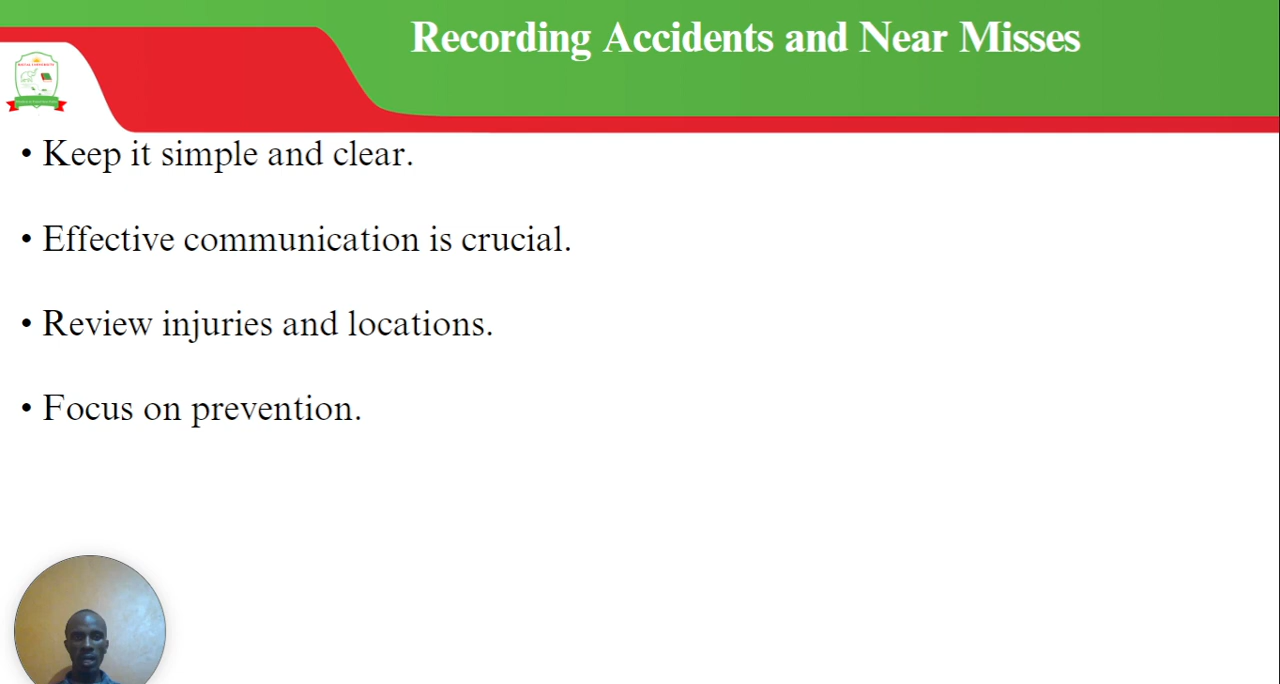 Recording Accidents and Near Misses
• Keep it simple and clear.
• Effective communication is crucial.
• Review injuries and locations.
• Focus on prevention.